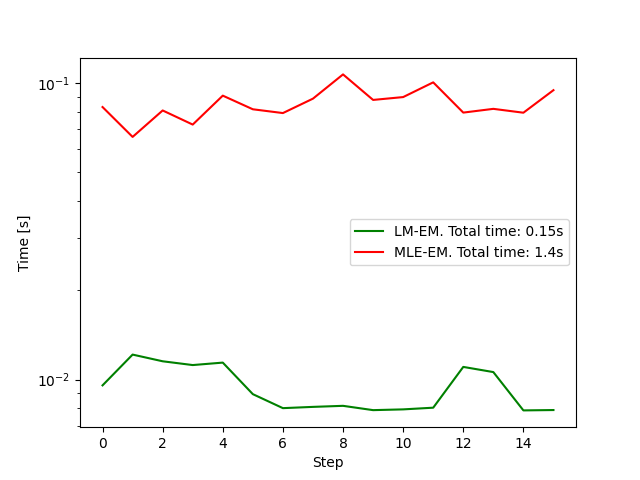 10⁻¹
10⁻²
Time [s]
LM-EM. Total time: 0.15s
MLE-EM. Total time: 1.4s
0 2 4 6 8 10 12 14
Step